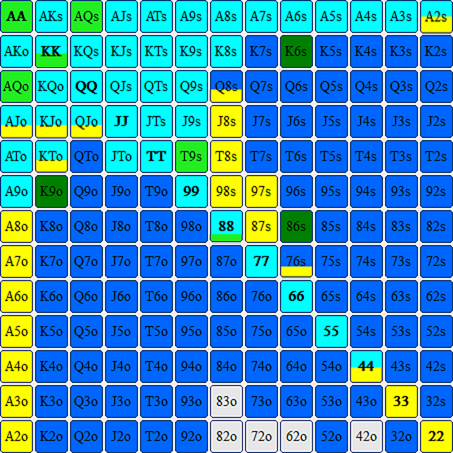 AA AKs AQs AJs ATs A9s A8s A7s A6s A5s A4s A3s A2s
AKo KK KQs KJs KTs K9s K8s K7s K6s K5s K4s K3s K2s
AQo KQo QQ QJs QTs Q9s Q8s Q7s Q6s Q5s Q4s Q3s Q2s
AJo KJo QJo JJ JTs J9s J8s J7s J6s J5s J4s J3s J2s
ATo KTo QTo JTo TT T9s T8s T7s T6s T5s T4s T3s T2s
A9o K9o Q9o J9o T9o 99 98s 97s 96s 95s 94s 93s 92s
A8o K8o Q8o J8o T8o 98o 88 87s 86s 85s 84s 83s 82s
A7o K7o Q7o J7o T7o 97o 87o 77 76s 75s 74s 73s 72s
A6o K6o Q6o J6o T6o 96o 86o 76o 66 65s 64s 63s 62s
A5o K5o Q5o J5o T5o 95o 85o 75o 65o 55 54s 53s 52s
A4o K4o Q4o J4o T4o 94o 84o 74o 64o 54o 44 43s 42s
A3o K3o Q3o J3o T3o 93o 83o 73o 63o 53o 43o 33 32s
A2o K2o Q2o J2o T2o 92o 82o 72o 62o 52o 42o 32o 22